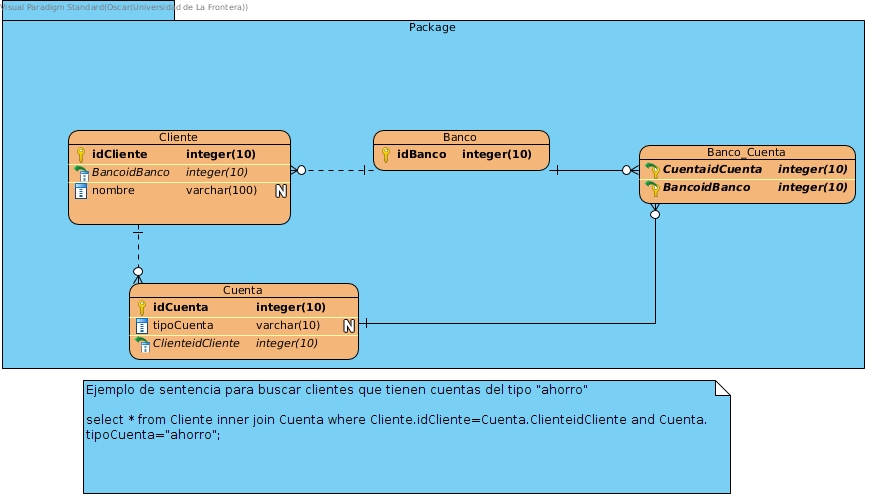 Visual Paradigm Standard(Oscar(Universidad de La Frontera))
Package
Cliente
idCliente integer(10)
BancoidBanco integer(10)
nombre varchar(100) N
Banco
idBanco integer(10)
Banco_Cuenta
CuentaidCuenta integer(10)
BancoidBanco integer(10)
Cuenta
idCuenta integer(10)
tipoCuenta varchar(10) N
ClienteidCliente integer(10)
Ejemplo de sentencia para buscar clientes que tienen cuentas del tipo "ahorro"
select * from Cliente inner join Cuenta where Cliente.idCliente=Cuenta.ClienteidCliente and Cuenta.
tipoCuenta="ahorro";